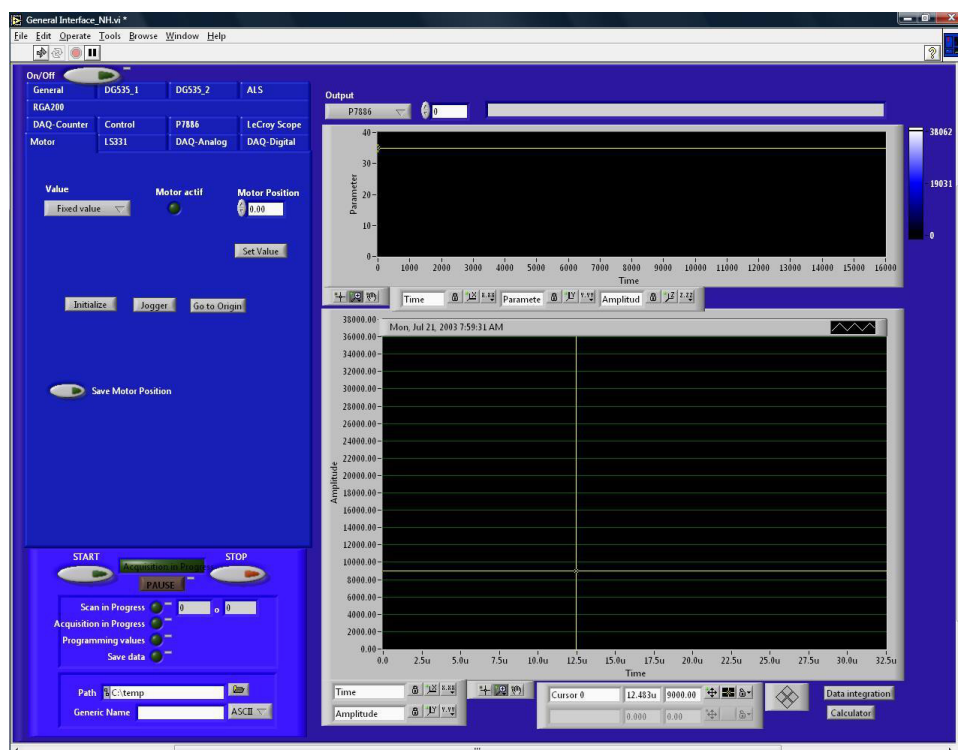 General Interface_NH.vi *
File Edit Operate Tools Browse Window Help
On/Off
General DG535_1 DG535_2 ALS
RGA200
DAQ-Counter Control P7886 LeCroy Scope
Motor LS331 DAQ-Analog DAQ-Digital
Value Motor actif Motor Position
Fixed value 0.00
Set Value
Initialize Jogger Go to Origin
Save Motor Position
START STOP
Acquisition in Progress
PAUSE
Scan in Progress 0 o 0
Acquisition in Progress
Programming values
Save data
Path C:\temp
Generic Name ASCII
Output
P7886 0
40
30
20
10
0
Parameter
0 1000 2000 3000 4000 5000 6000 7000 8000 9000 10000 11000 12000 13000 14000 15000 16000
Time
38062
19031
0
Time Paramete Amplitud
Mon, Jul 21, 2003 7:59:31 AM
38000.00
36000.00
34000.00
32000.00
30000.00
28000.00
26000.00
24000.00
22000.00
20000.00
18000.00
16000.00
14000.00
12000.00
10000.00
8000.00
6000.00
4000.00
2000.00
0.00
Amplitude
0.0 2.5u 5.0u 7.5u 10.0u 12.5u 15.0u 17.5u 20.0u 22.5u 25.0u 27.5u 30.0u 32.5u
Time
Time
Amplitude
Cursor 0 12.483u 9000.00
0.000 0.00
Data integration
Calculator